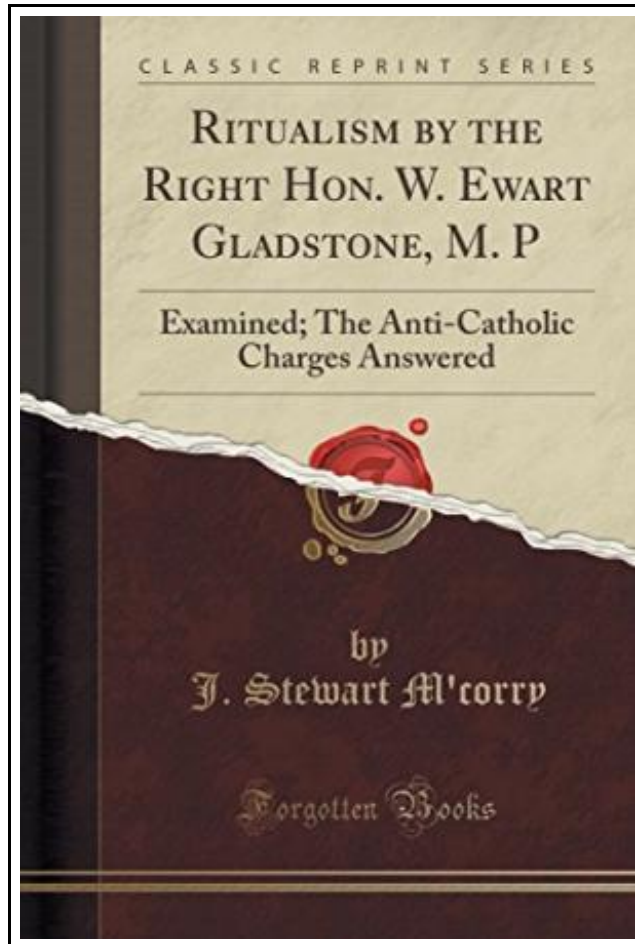 CLASSIC REPRINT SERIES
RITUALISM BY THE
RIGHT HON. W. EWART
GLADSTONE, M. P
Examined; The Anti-Catholic
Charges Answered
by
J. Stewart M'corry
Forgotten Books